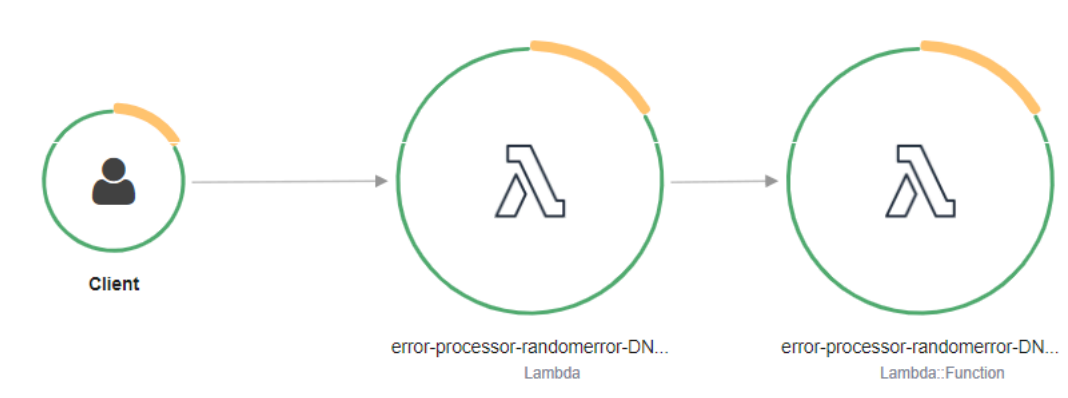 Client
error-processor-randomerror-DN...
Lambda
error-processor-randomerror-DN...
Lambda::Function